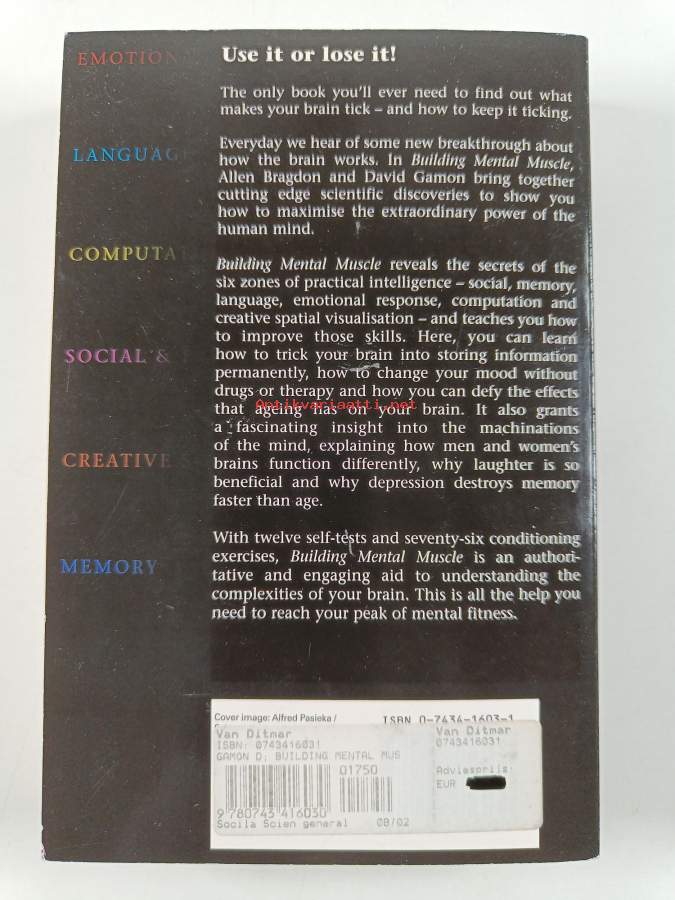 EMOTION
LANGUAG
COMPUTA
SOCIAL &
CREATIVE S
MEMORY
Use it or lose it!
The only book you'll ever need to find out what
makes your brain tick – and how to keep it ticking.
Everyday we hear of some new breakthrough about
how the brain works. In Building Mental Muscle,
Allen Bragdon and David Gamon bring together
cutting edge scientific discoveries to show you
how to maximise the extraordinary power of the
human mind.
Building Mental Muscle reveals the secrets of the
six zones of practical intelligence – social, memory,
language, emotional response, computation and
creative spatial visualisation – and teaches you how
to improve those skills. Here, you can learn
how to trick your brain into storing information
permanently, how to change your mood without
drugs or therapy and how you can defy the effects
that ageing has on your brain. It also grants
a fascinating insight into the machinations
of the mind, explaining how men and women's
brains function differently, why laughter is so
beneficial and why depression destroys memory
faster than age.
With twelve self-tests and seventy-six conditioning
exercises, Building Mental Muscle is an authori-
tative and engaging aid to understanding the
complexities of your brain. This is all the help you
need to reach your peak of mental fitness.
Antikvariaatti.net
Cover image: Alfred Pasieka /
ISBN 0-7434-1603-1
Van Ditmar
ISBN: 0743416031
GAMON D; BUILDING MENTAL MUS
01750
9 780743 416030
Socila Scien general 08/02
Van Ditmar
0743416031
Adviesprijs:
EUR